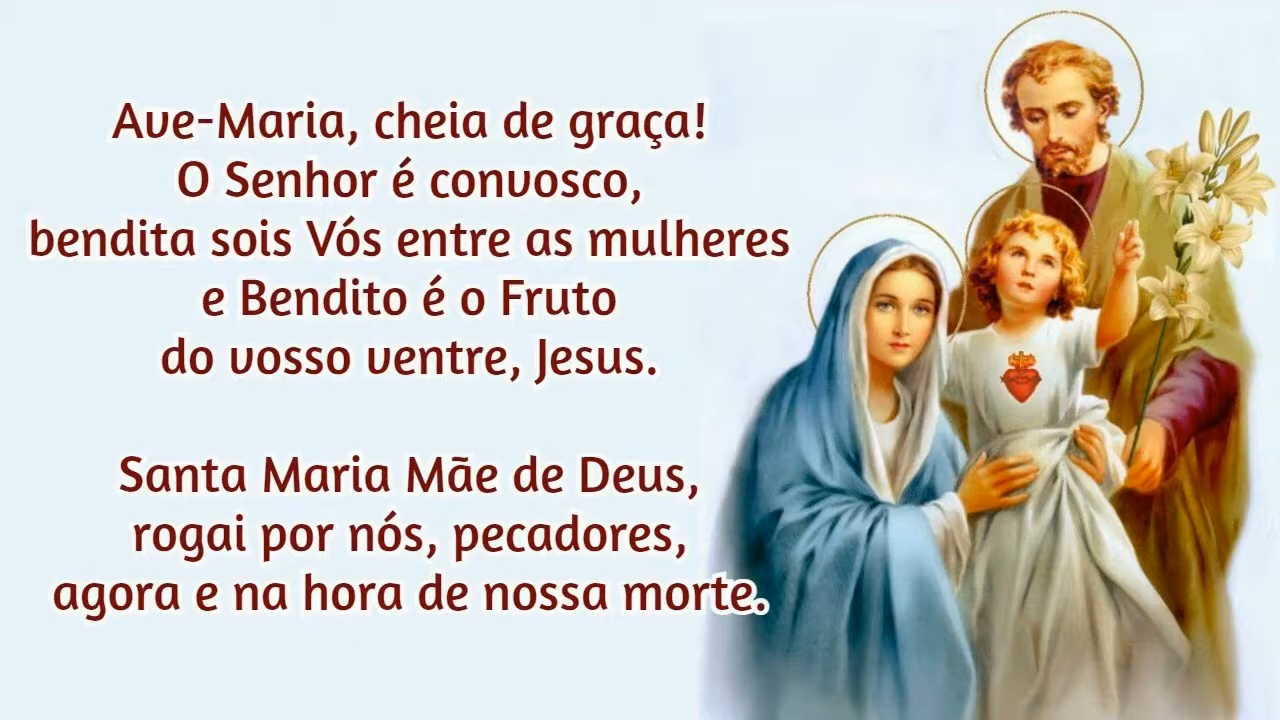 Ave-Maria, cheia de graça!
O Senhor é convosco,
bendita sois Vós entre as mulheres
e Bendito é o Fruto
do vosso ventre, Jesus.
Santa Maria Mãe de Deus,
rogai por nós, pecadores,
agora e na hora de nossa morte.